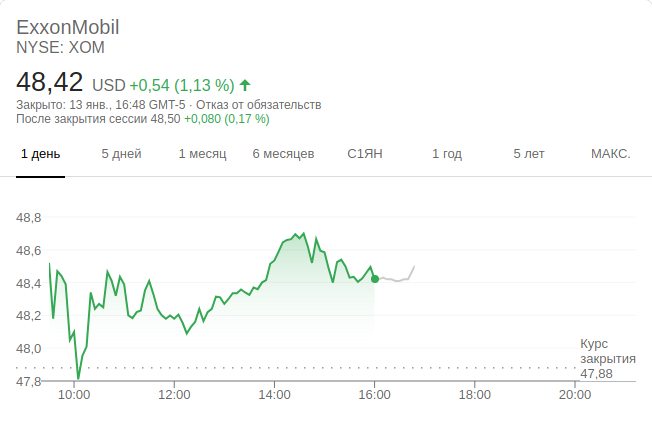 ExxonMobil
NYSE: XOM
48,42 USD +0,54 (1,13 %)
Закрыто: 13 янв., 16:48 GMT-5 · Отказ от обязательств
После закрытия сессии 48,50 +0,080 (0,17 %)
1 день 5 дней 1 месяц 6 месяцев С1ЯН 1 год 5 лет МАКС.
48,8
48,6
48,4
48,2
48,0
47,8
Курс
закрытия
47,88
10:00 12:00 14:00 16:00 18:00 20:00